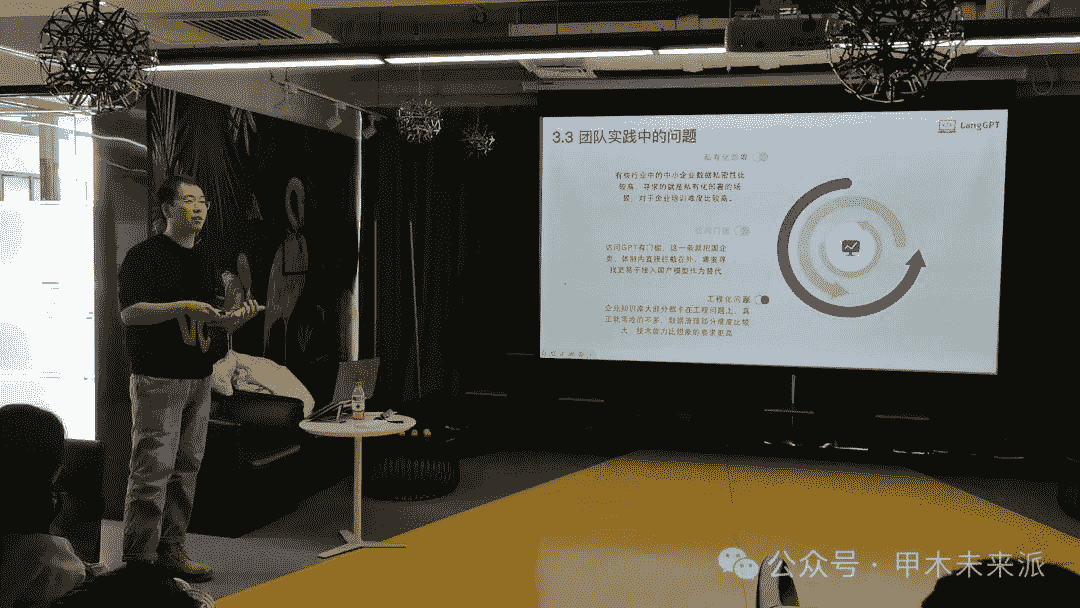 3.3 团队实践中的问题
LangGPT
私有化部署
有些行业中的中小企业数据私密性比
较高,寻求的就是私有化部署的场
景,对于企业培训难度比较高。
访问门槛
访问GPT有门槛,这一条就把国企
类、体制内直接拦截在外,需要寻
找更易于接入国产模型作为替代
工程化问题
企业知识库大部分都卡在工程问题上,真
正能落地的不多,数据清理部分难度比较
大,技术能力比想象的要求更高
公众号·甲木未来派